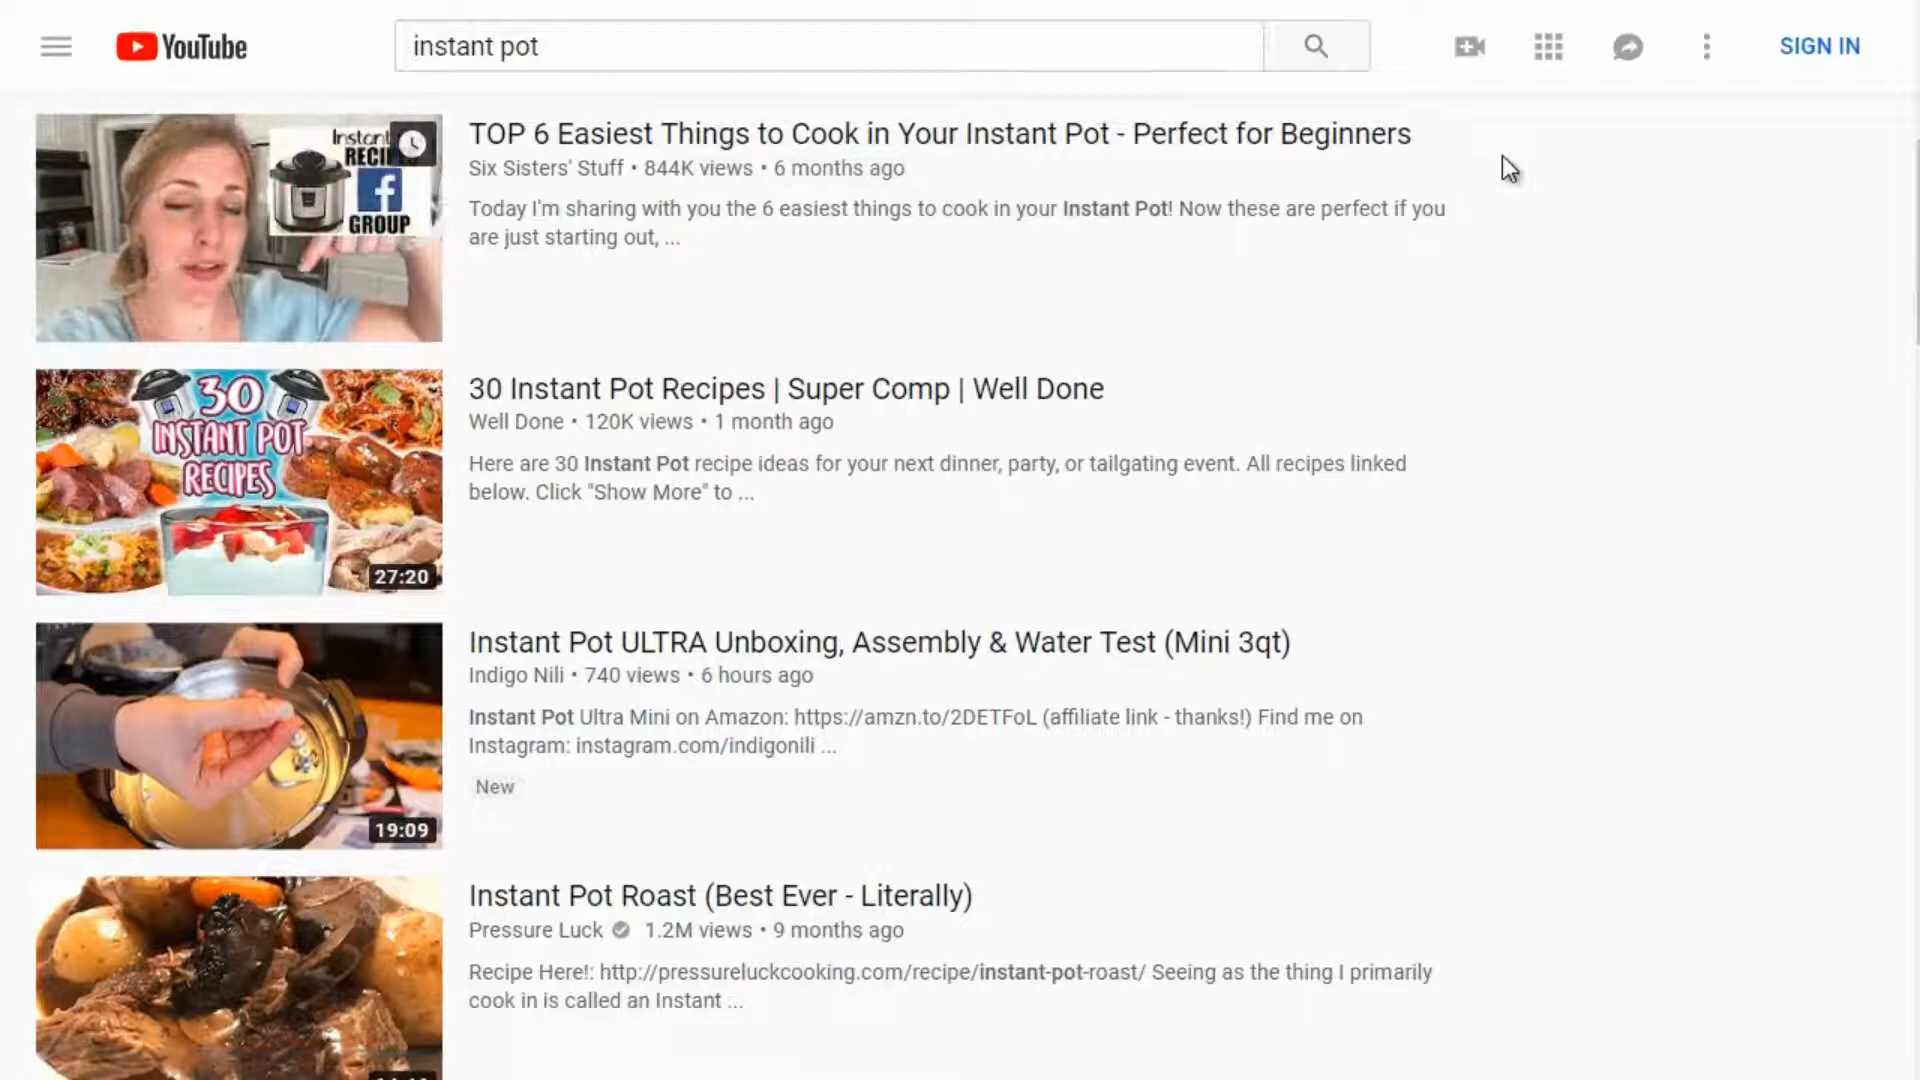 YouTube
instant pot
SIGN IN
Instant
GROUP
TOP 6 Easiest Things to Cook in Your Instant Pot - Perfect for Beginners
Six Sisters' Stuff • 844K views • 6 months ago
Today I'm sharing with you the 6 easiest things to cook in your Instant Pot! Now these are perfect if you
are just starting out, ...
30
INSTANT POT
RECIPES
27:20
30 Instant Pot Recipes | Super Comp | Well Done
Well Done • 120K views • 1 month ago
Here are 30 Instant Pot recipe ideas for your next dinner, party, or tailgating event. All recipes linked
below. Click "Show More" to ...
19:09
Instant Pot ULTRA Unboxing, Assembly & Water Test (Mini 3qt)
Indigo Nili • 740 views • 6 hours ago
Instant Pot Ultra Mini on Amazon: https://amzn.to/2DETFoL (affiliate link - thanks!) Find me on
Instagram: instagram.com/indigonili ...
New
Instant Pot Roast (Best Ever - Literally)
Pressure Luck 1.2M views • 9 months ago
Recipe Here!: http://pressureluckcooking.com/recipe/instant-pot-roast/ Seeing as the thing I primarily
cook in is called an Instant ...